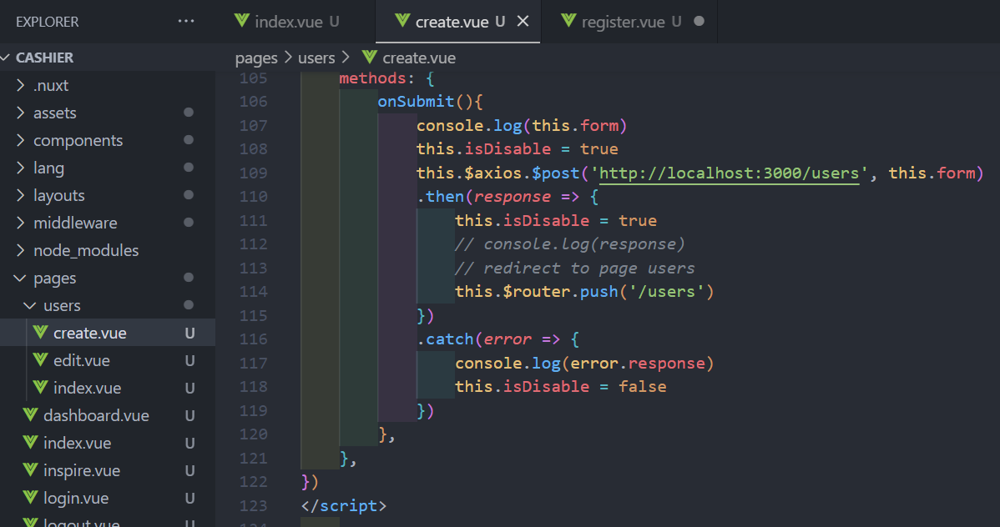 EXPLORER ...
index.vue U create.vue U register.vue U
CASHIER
pages > users > create.vue
.nuxt
assets
components
lang
layouts
middleware
node_modules
pages
users
create.vue U
edit.vue U
index.vue U
dashboard.vue U
index.vue U
inspire.vue U
login.vue U
logout.vue U
105 methods: {
106 onSubmit(){
107 console.log(this.form)
108 this.isDisable = true
109 this.$axios.$post('http://localhost:3000/users', this.form)
110 .then(response => {
111 this.isDisable = true
112 // console.log(response)
113 // redirect to page users
114 this.$router.push('/users')
115 })
116 .catch(error => {
117 console.log(error.response)
118 this.isDisable = false
119 })
120 },
121 },
122 })
123 </script>
124